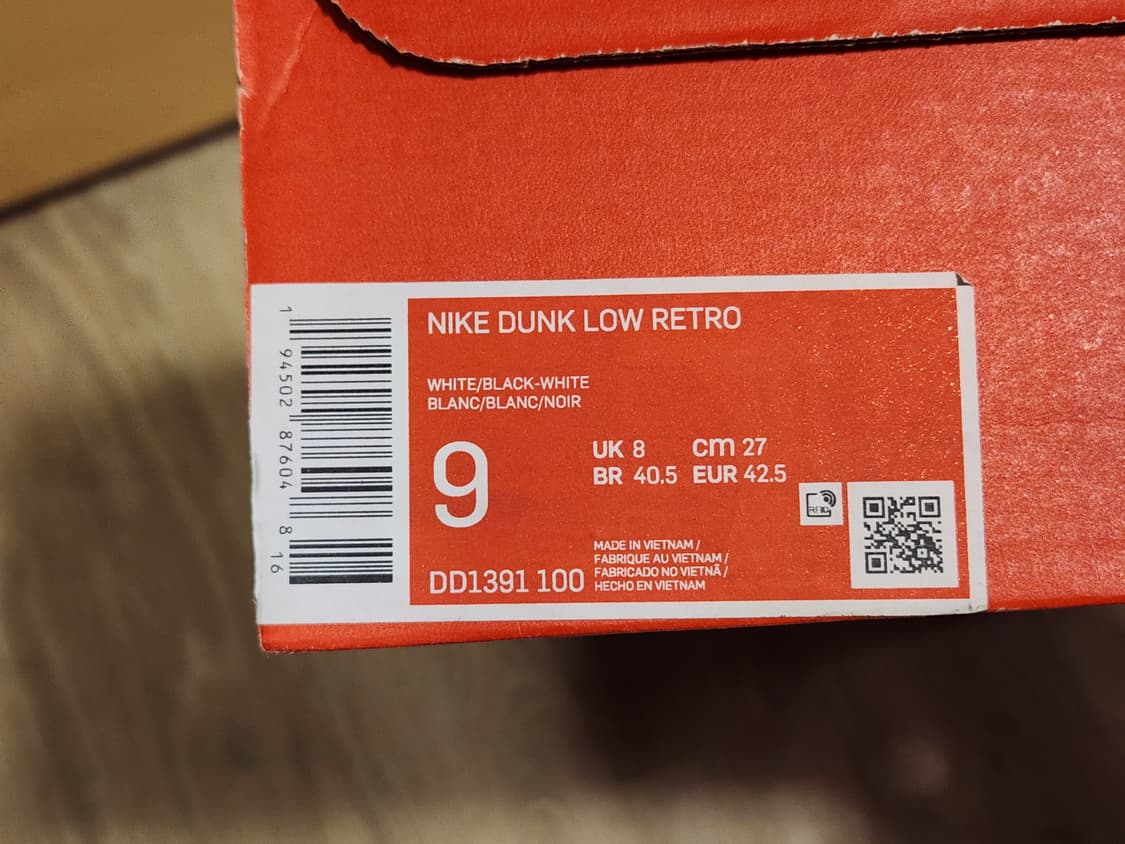 NIKE DUNK LOW RETRO
WHITE/BLACK-WHITE
BLANC/BLANC/NOIR
9
UK 8 cm 27
BR 40.5 EUR 42.5
DD1391 100
MADE IN VIETNAM /
FABRIQUE AU VIETNAM /
FABRICADO NO VIETNÃ /
HECHO EN VIETNAM
RFID
1 94502 87604 8 16